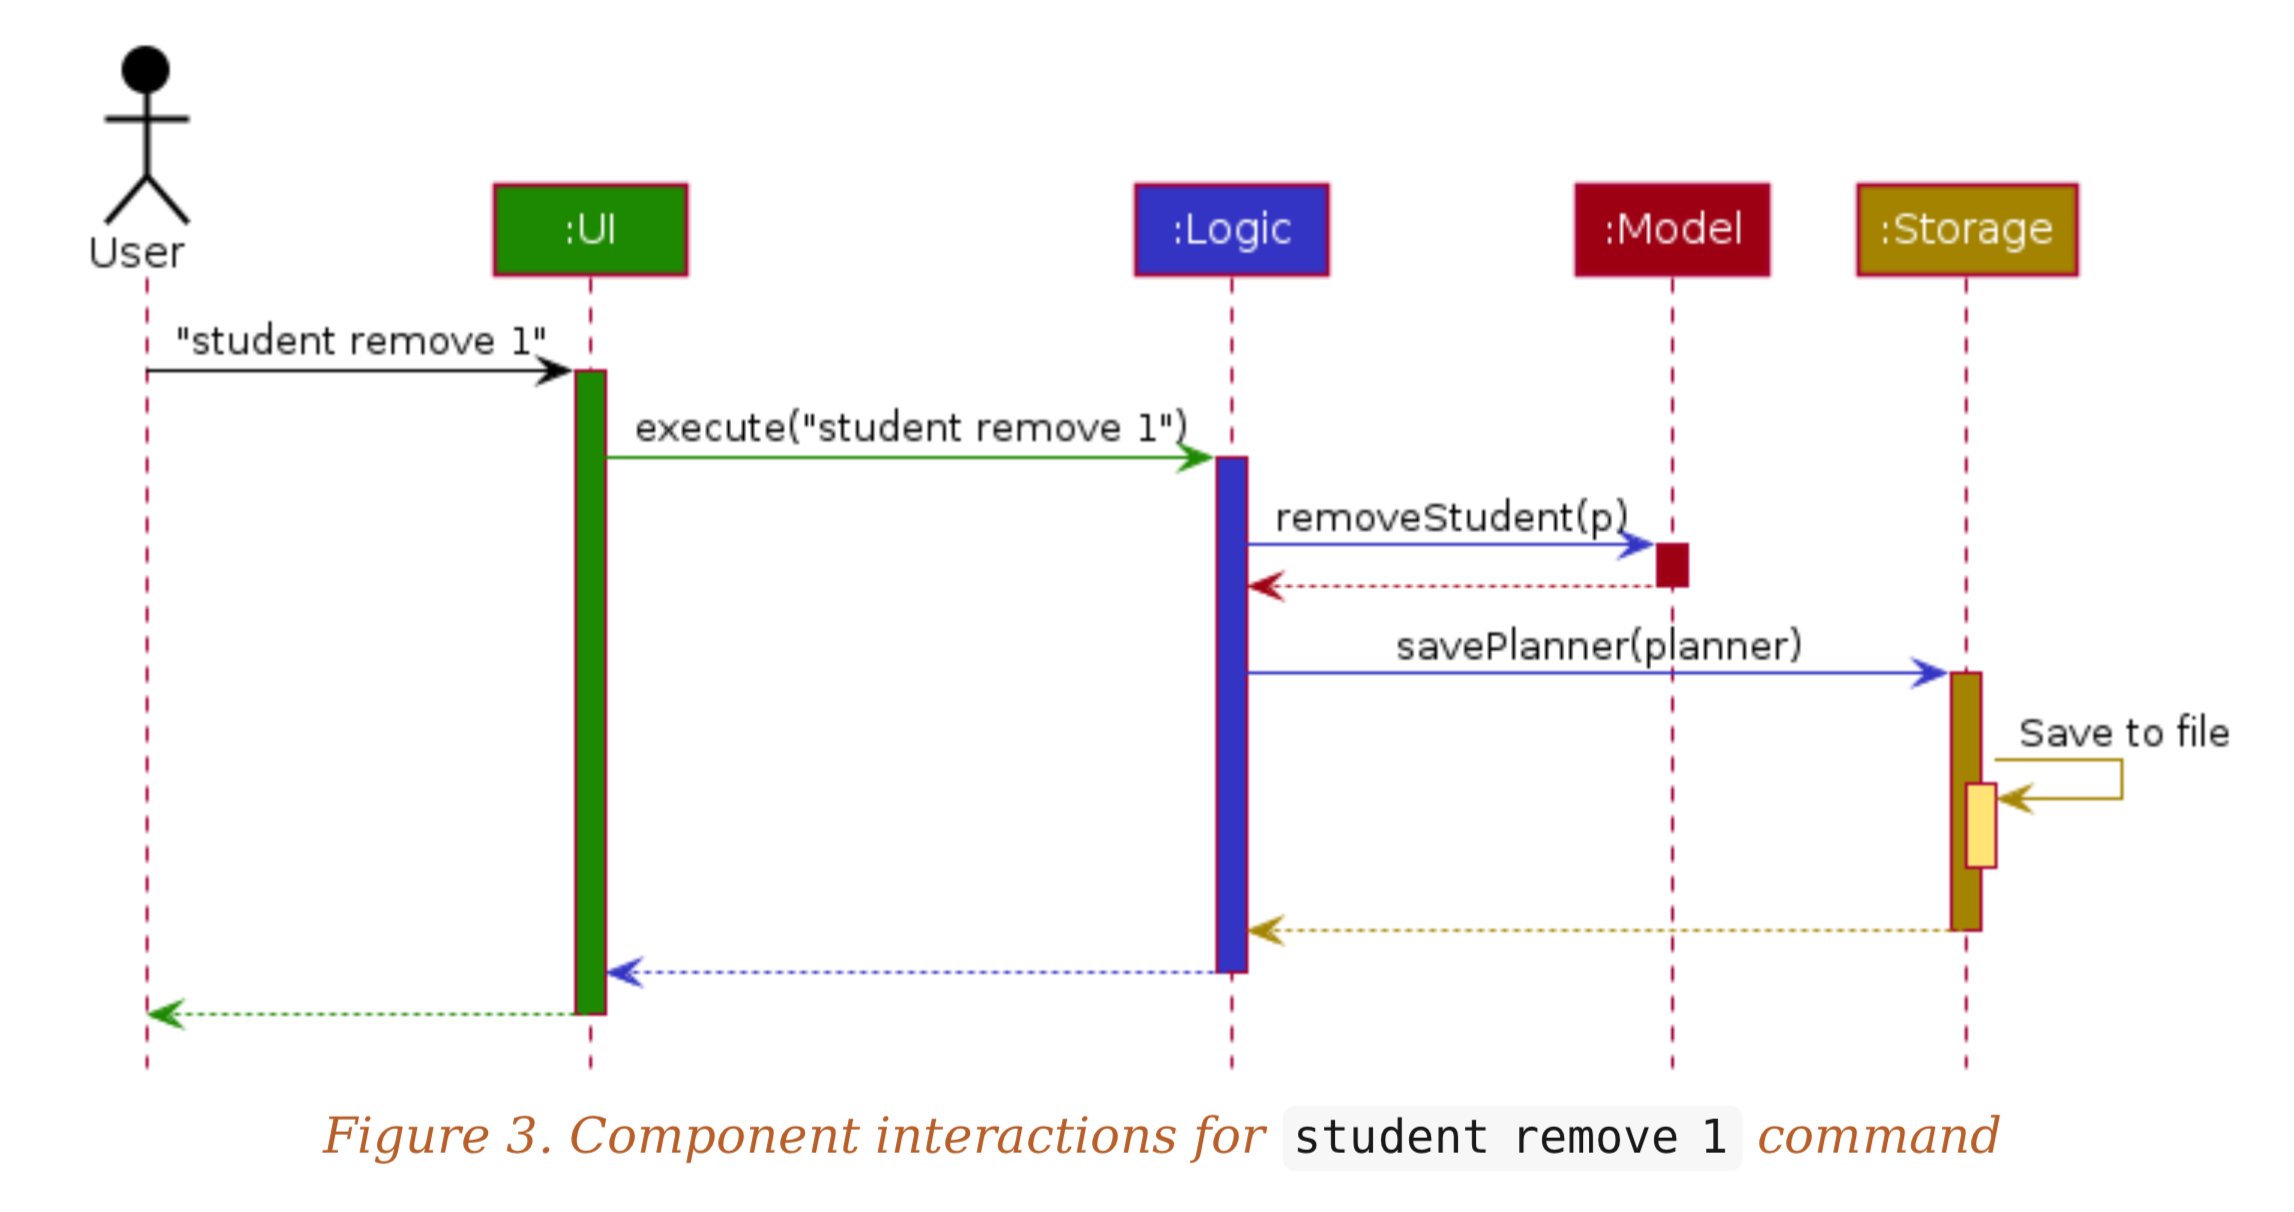 User
:UI
:Logic
:Model
:Storage
"student remove 1"
execute("student remove 1")
removeStudent(p)
savePlanner(planner)
Save to file
Figure 3. Component interactions for student remove 1 command